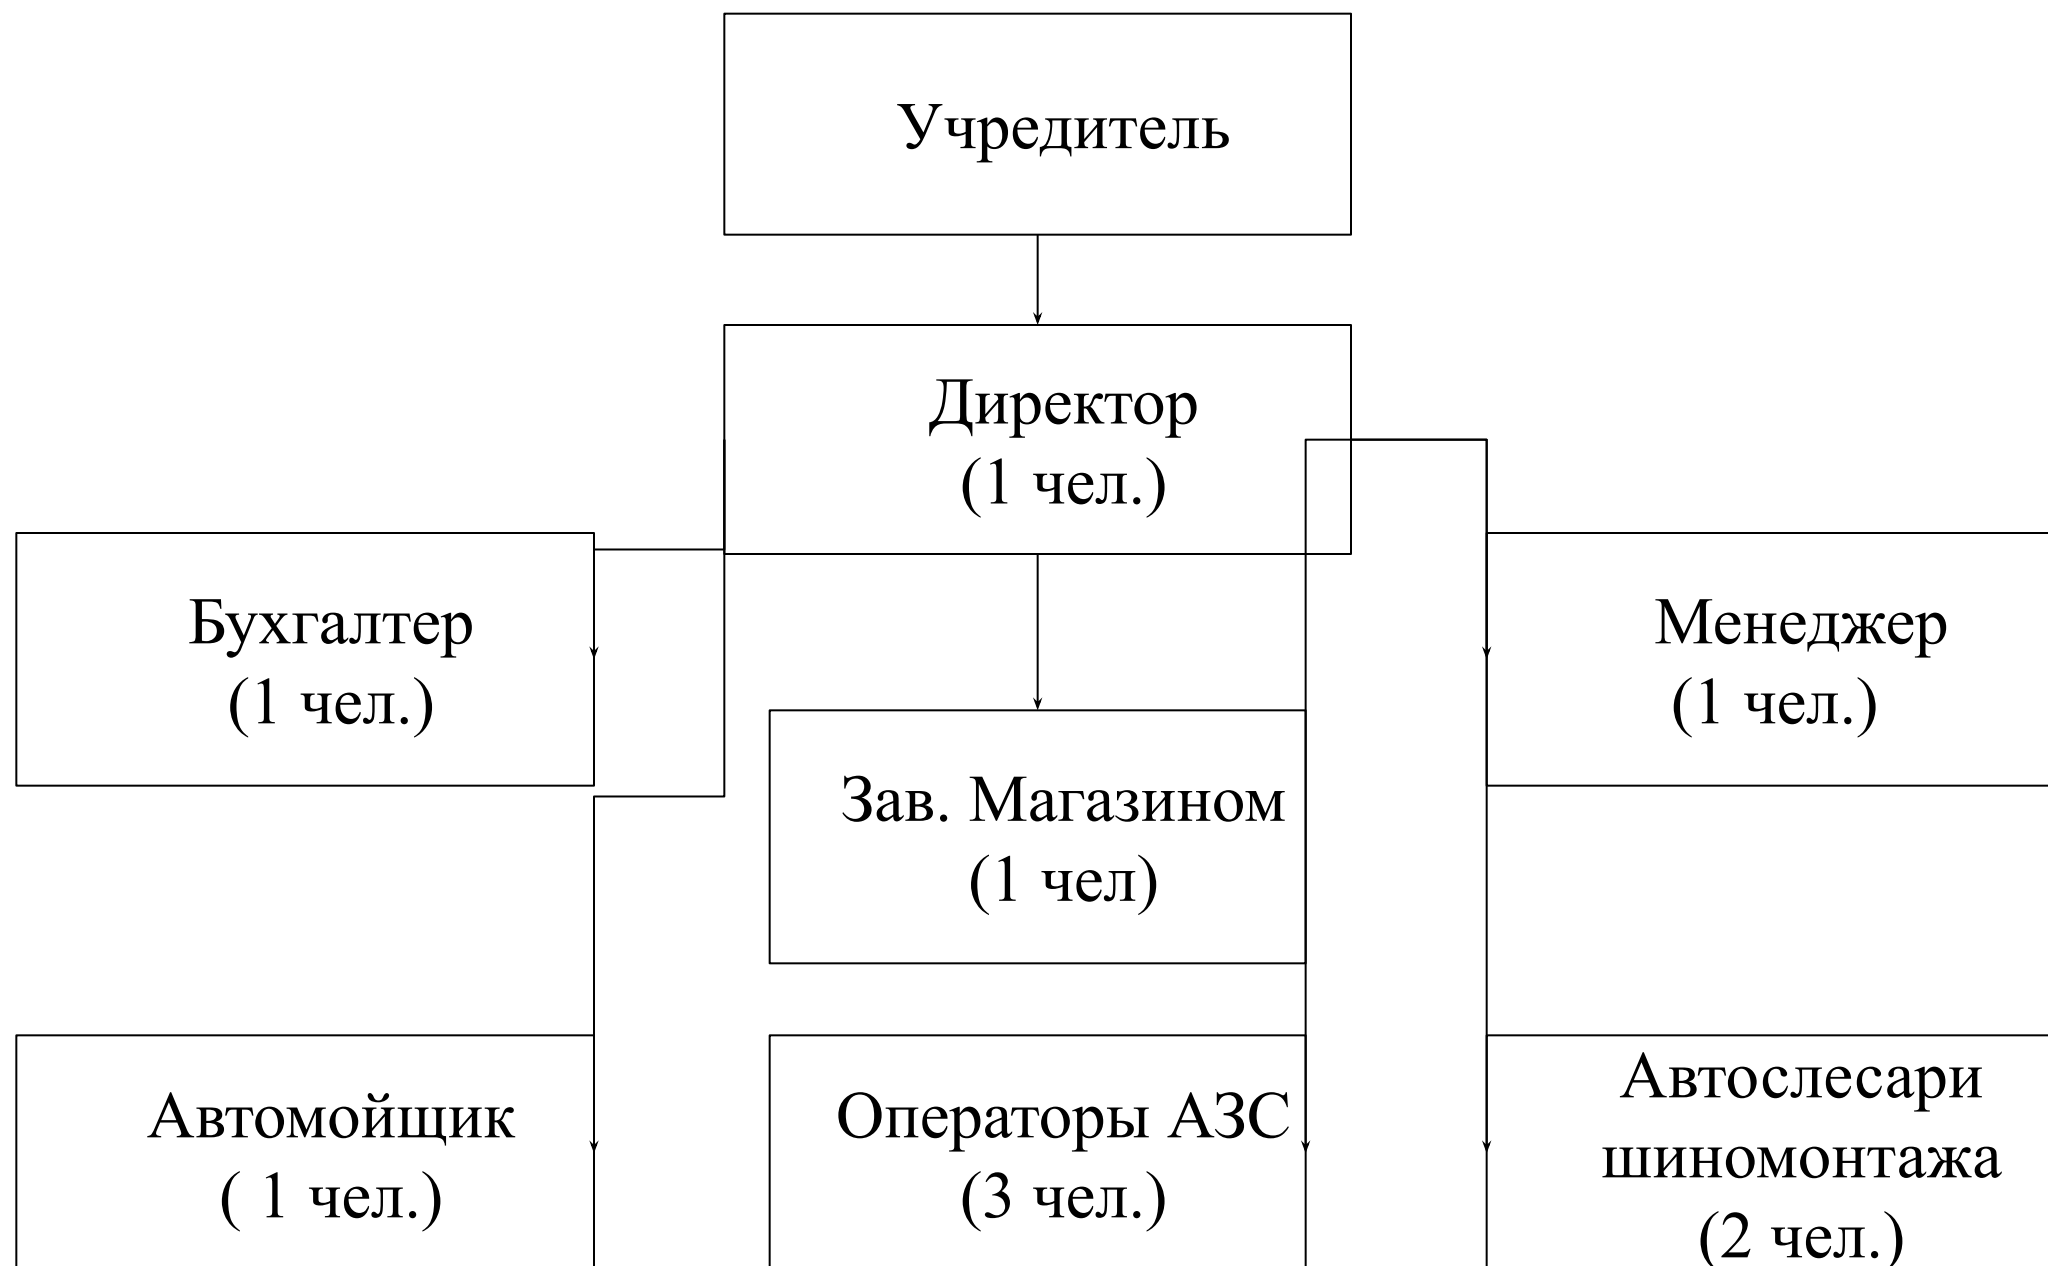 Учредитель
Директор
(1 чел.)
Бухгалтер
(1 чел.)
Менеджер
(1 чел.)
Зав. Магазином
(1 чел)
Автомойщик
( 1 чел.)
Операторы АЗС
(3 чел.)
Автослесари
шиномонтажа
(2 чел.)